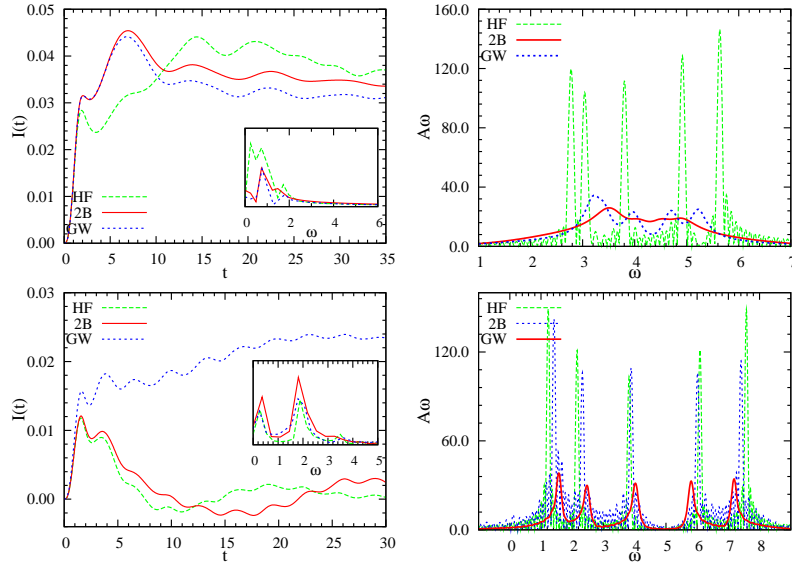 0.05
0.04
0.03
0.02
0.01
0.00
I(t)
HF
2B
GW
0 2 4 6
ω
0 5 10 15 20 25 30 35
t
160.0
120.0
80.0
40.0
0.0
Aω
HF
2B
GW
1 2 3 4 5 6 7
ω
0.03
0.02
0.01
0.00
I(t)
HF
2B
GW
0 1 2 3 4 5
ω
0 5 10 15 20 25 30
t
120.0
80.0
40.0
0.0
Aω
HF
2B
GW
0 1 2 3 4 5 6 7 8
ω